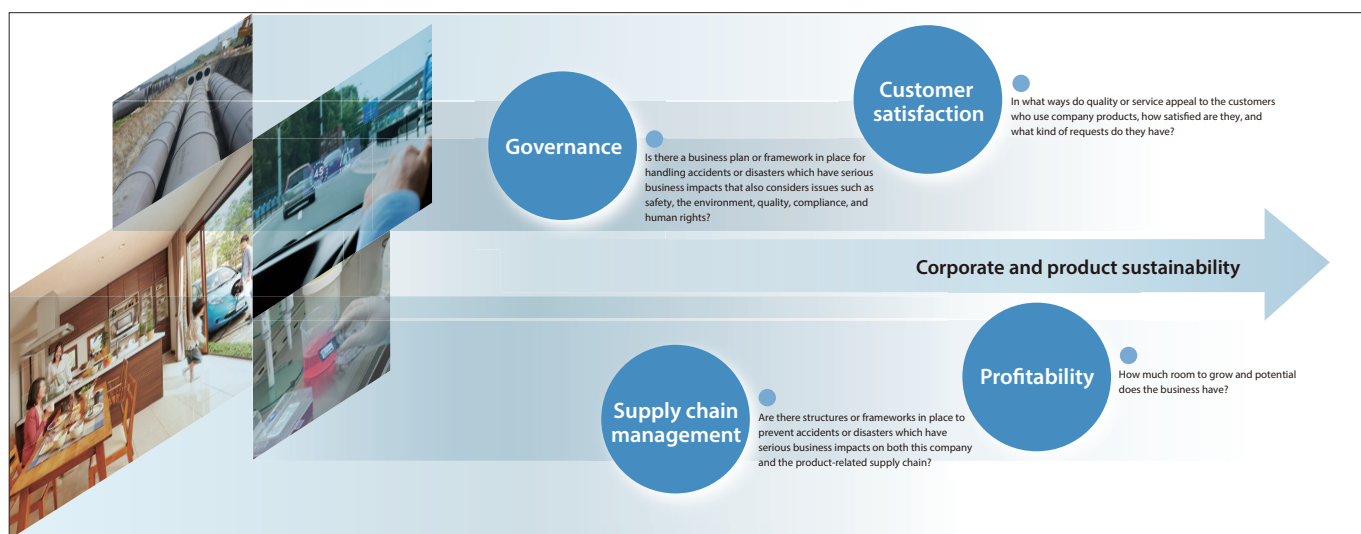 Governance
Is there a business plan or framework in place for
handling accidents or disasters which have serious
business impacts that also considers issues such as
safety, the environment, quality, compliance, and
human rights?
Customer
satisfaction
In what ways do quality or service appeal to the customers
who use company products, how satisfied are they, and
what kind of requests do they have?
Corporate and product sustainability
Supply chain
management
Are there structures or frameworks in place to
prevent accidents or disasters which have
serious business impacts on both this company
and the product-related supply chain?
Profitability
How much room to grow and potential
does the business have?